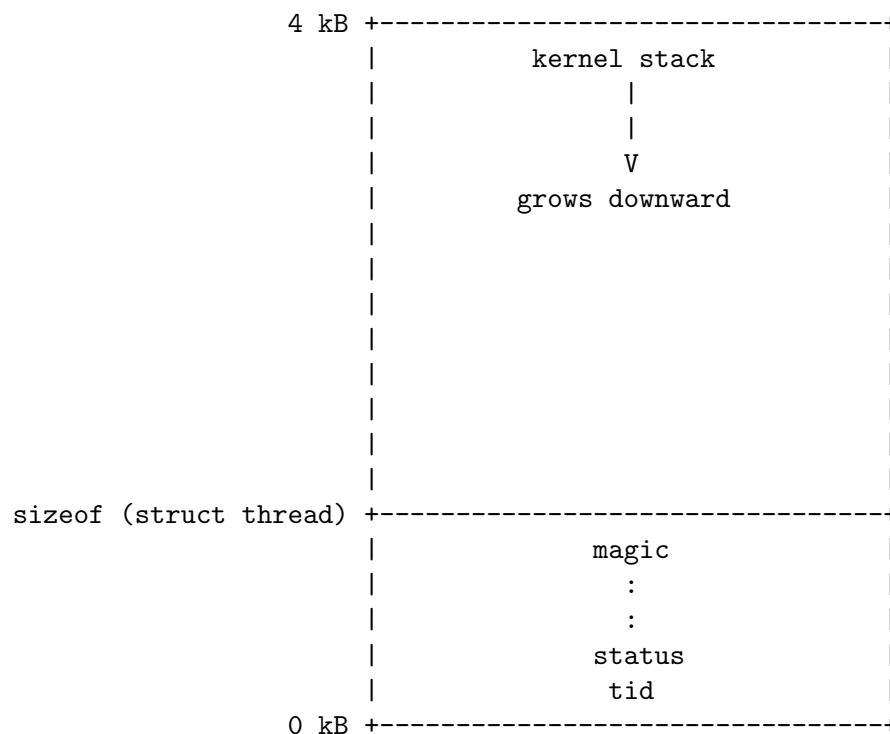 4 kB +---------------------------------+
| kernel stack |
| | |
| | |
| V |
| grows downward |
| |
| |
| |
| |
| |
| |
| |
| |
sizeof (struct thread) +---------------------------------+
| magic |
| : |
| : |
| status |
| tid |
0 kB +---------------------------------+